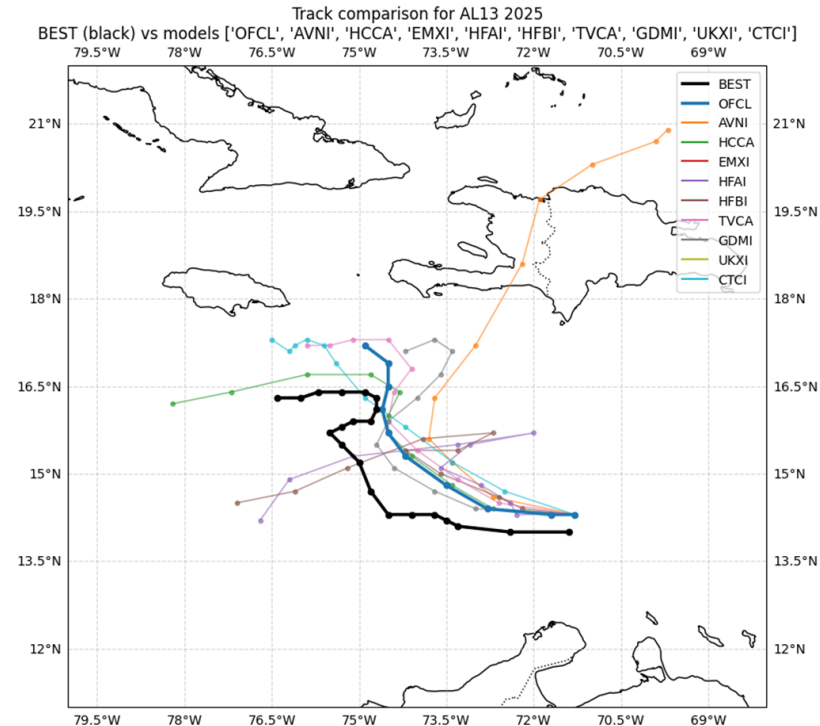 Track comparison for AL13 2025
BEST (black) vs models ['OFCL', 'AVNI', 'HCCA', 'EMXI', 'HFAI', 'HFBI', 'TVCA', 'GDMI', 'UKXI', 'CTCI']
79.5°W 78°W 76.5°W 75°W 73.5°W 72°W 70.5°W 69°W
BEST
OFCL
AVNI
HCCA
EMXI
HFAI
HFBI
TVCA
GDMI
UKXI
CTCI
21°N 21°N
19.5°N 19.5°N
18°N 18°N
16.5°N 16.5°N
15°N 15°N
13.5°N 13.5°N
12°N 12°N
79.5°W 78°W 76.5°W 75°W 73.5°W 72°W 70.5°W 69°W